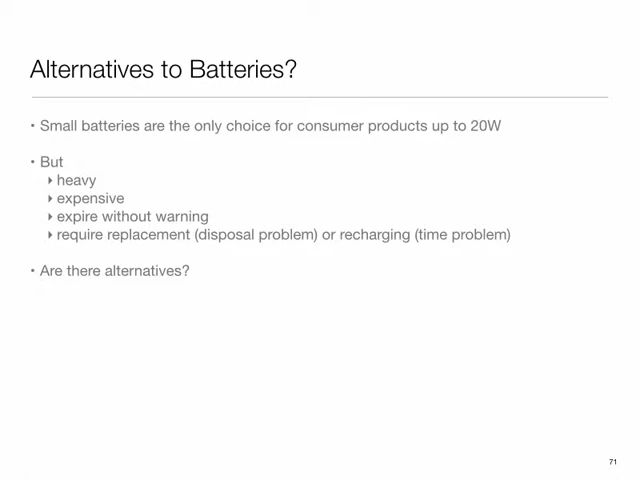 Alternatives to Batteries?
• Small batteries are the only choice for consumer products up to 20W
• But
‣ heavy
‣ expensive
‣ expire without warning
‣ require replacement (disposal problem) or recharging (time problem)
• Are there alternatives?
71